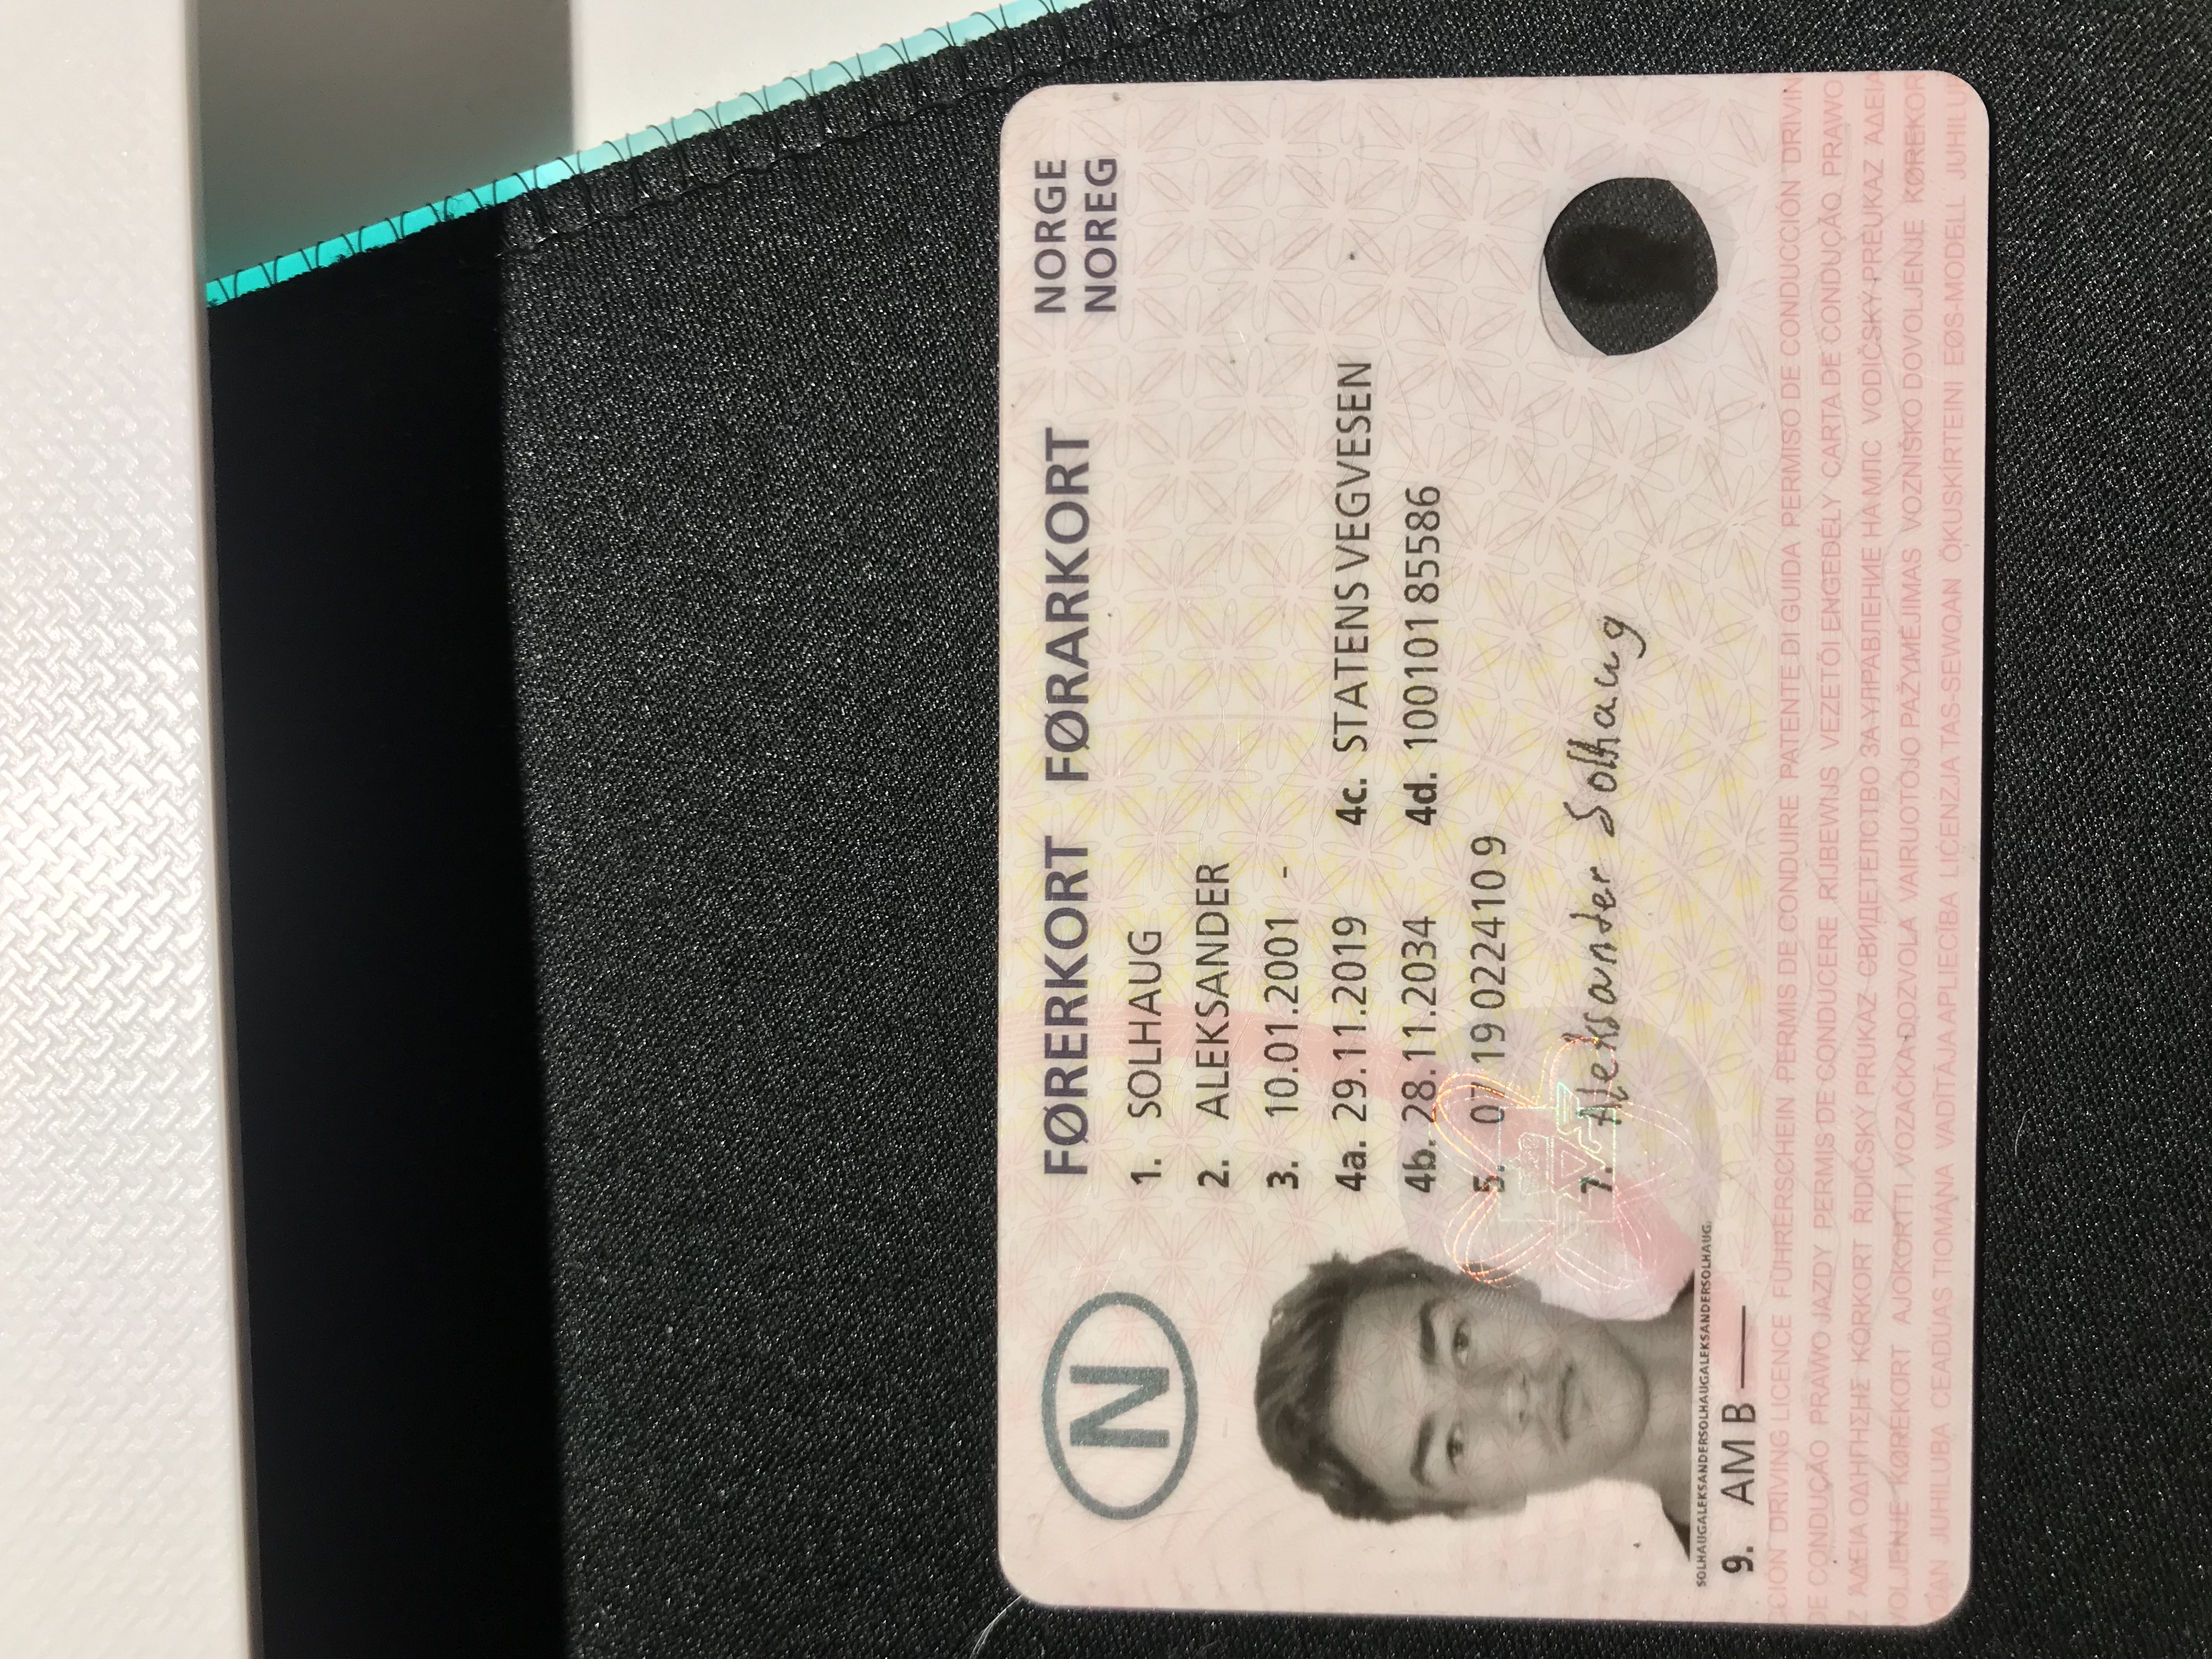 N
FØRERKORT FØRARKORT
NORGE
NOREG
1. SOLHAUG
2. ALEKSANDER
3. 10.01.2001 -
4a. 29.11.2019 4c. STATENS VEGVESEN
4b. 28.11.2034 4d. 10010185586
5. 07 19 022410 9
7. Aleksander Solhaug
SOLHAUGALEKSANDERSOLHAUGALEKSANDERSOLHAUG
9. AM B
CIÓN DRIVING LICENCE FÜHRERSCHEIN PERMIS DE CONDUIRE PATENTE DI GUIDA PERMISO DE CONDUCCIÓN DRIVIN
DE CONDUÇÃO PRAWO JAZDY PERMIS DE CONDUCERE RIJBEWIJS VEZETŐI ENGEDÉLY CARTA DE CONDUÇÃO PRAWO
Z ΑΔΕΙΑ ΟΔΉΓΗΣΗΣ KÖRKORT ŘIDIČSKÝ PRŮKAZ СВИДЕТЕЛСТВО ЗА УПРАВЛЕНИЕ НА МПС VODIČSKÝ PREUKAZ ΑΔΕΙΑ
VOLJENJE KØREKORT AJOKORTTI VOZAČKA DOZVOLA VAIRUOTOJO PAŽYMĖJIMAS VOZNIŠKO DOVOLJENJE KØREKOR
QAN JUHILUBA CEADÚAS TIOMÁNA VADĪTĀJA APLIECĪBA LIĊENZJA TAS-SEWQAN ÖKUSKÍRTEINI EØS-MODELL JUHILU